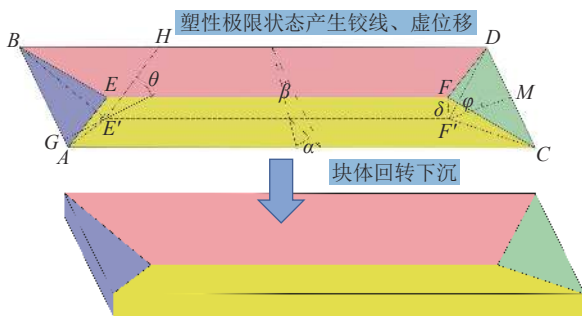 塑性极限状态产生铰线、虚位移
B H D
E θ β F φ M
E′ δ F′
G α
A C
块体回转下沉